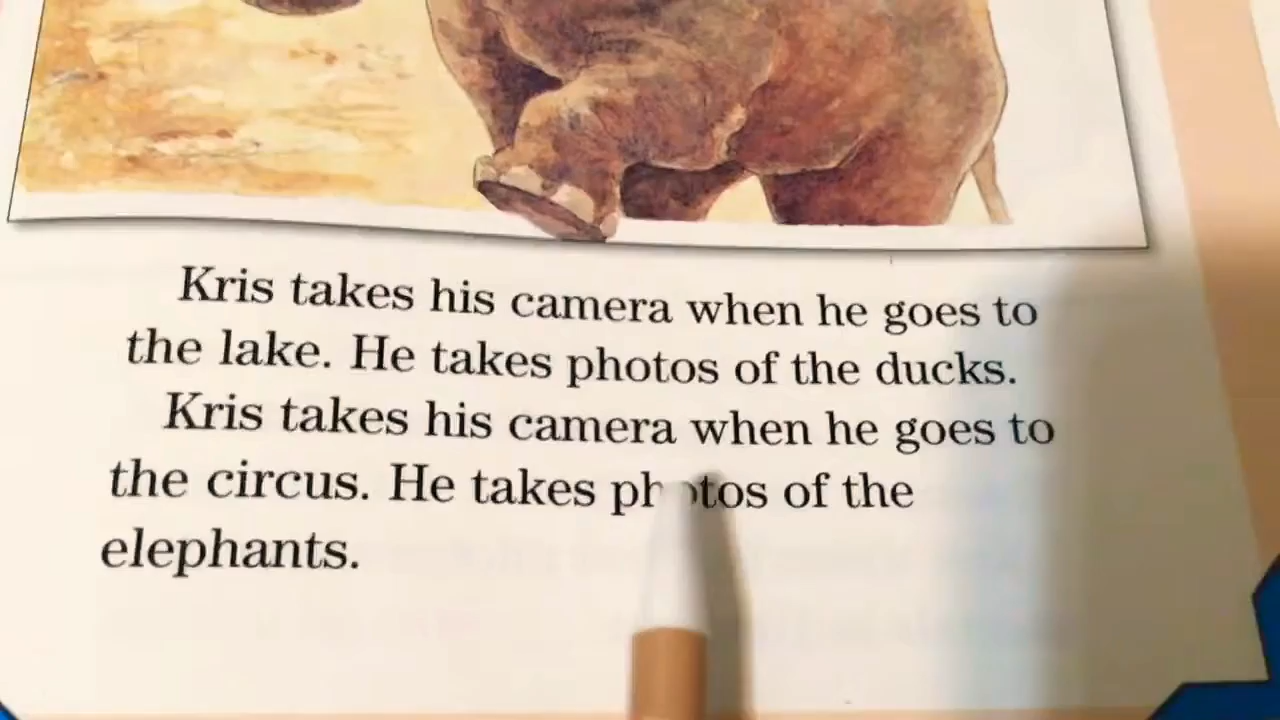 Kris takes his camera when he goes to
the lake. He takes photos of the ducks.
Kris takes his camera when he goes to
the circus. He takes photos of the
elephants.